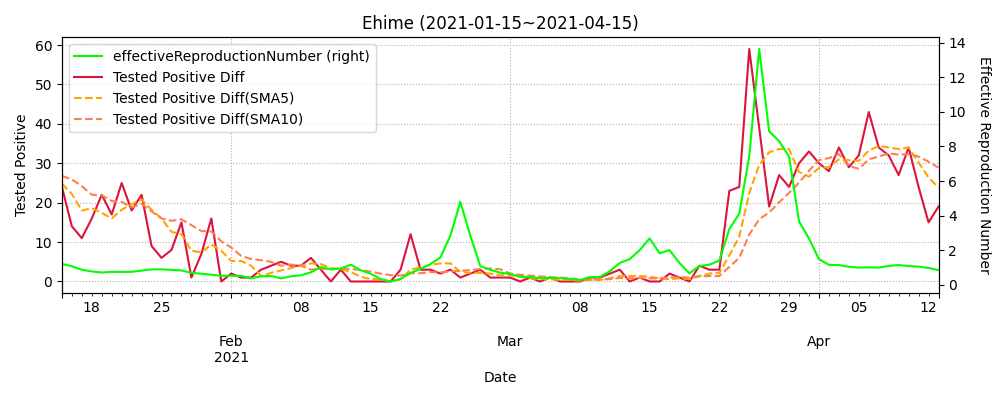 Ehime (2021-01-15~2021-04-15)
effectiveReproductionNumber (right)
Tested Positive Diff
Tested Positive Diff(SMA5)
Tested Positive Diff(SMA10)
Tested Positive
60
50
40
30
20
10
0
Effective Reproduction Number
14
12
10
8
6
4
2
0
18 25 08 15 22 08 15 22 29 05 12
Feb Mar Apr
2021
Date